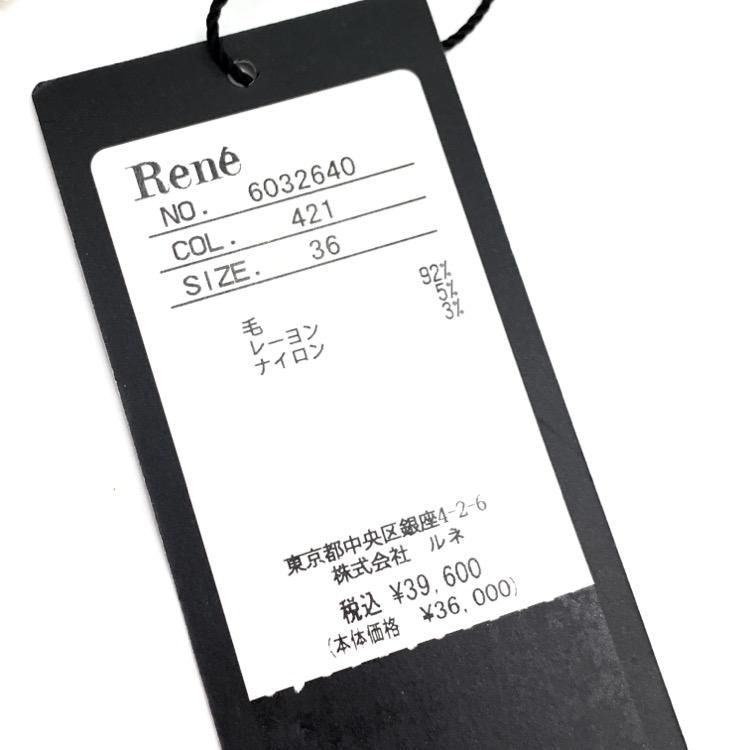 René
NO. 6032640
COL. 421
SIZE. 36
毛 92%
レーヨン 5%
ナイロン 3%
東京都中央区銀座4-2-6
株式会社 ルネ
税込 ¥39,600
(本体価格 ¥36,000)